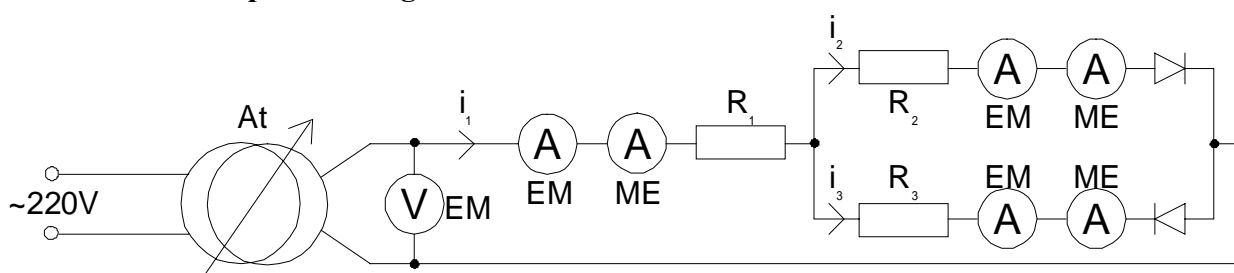 i₂
A A
R₂ EM ME
At i₁ R₁
A A
EM ME
~220V
V EM
i₃ R₃ EM ME
A A